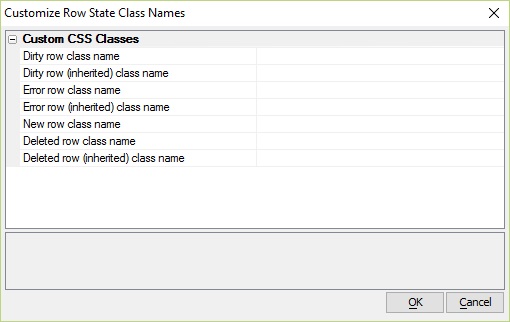 Customize Row State Class Names
Custom CSS Classes
Dirty row class name
Dirty row (inherited) class name
Error row class name
Error row (inherited) class name
New row class name
Deleted row class name
Deleted row (inherited) class name
OK Cancel